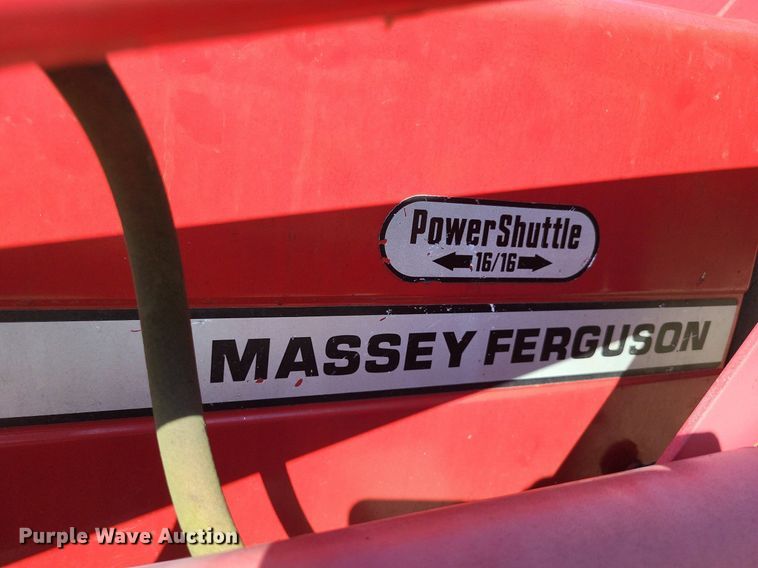 PowerShuttle
16/16
MASSEY FERGUSON
Purple Wave Auction